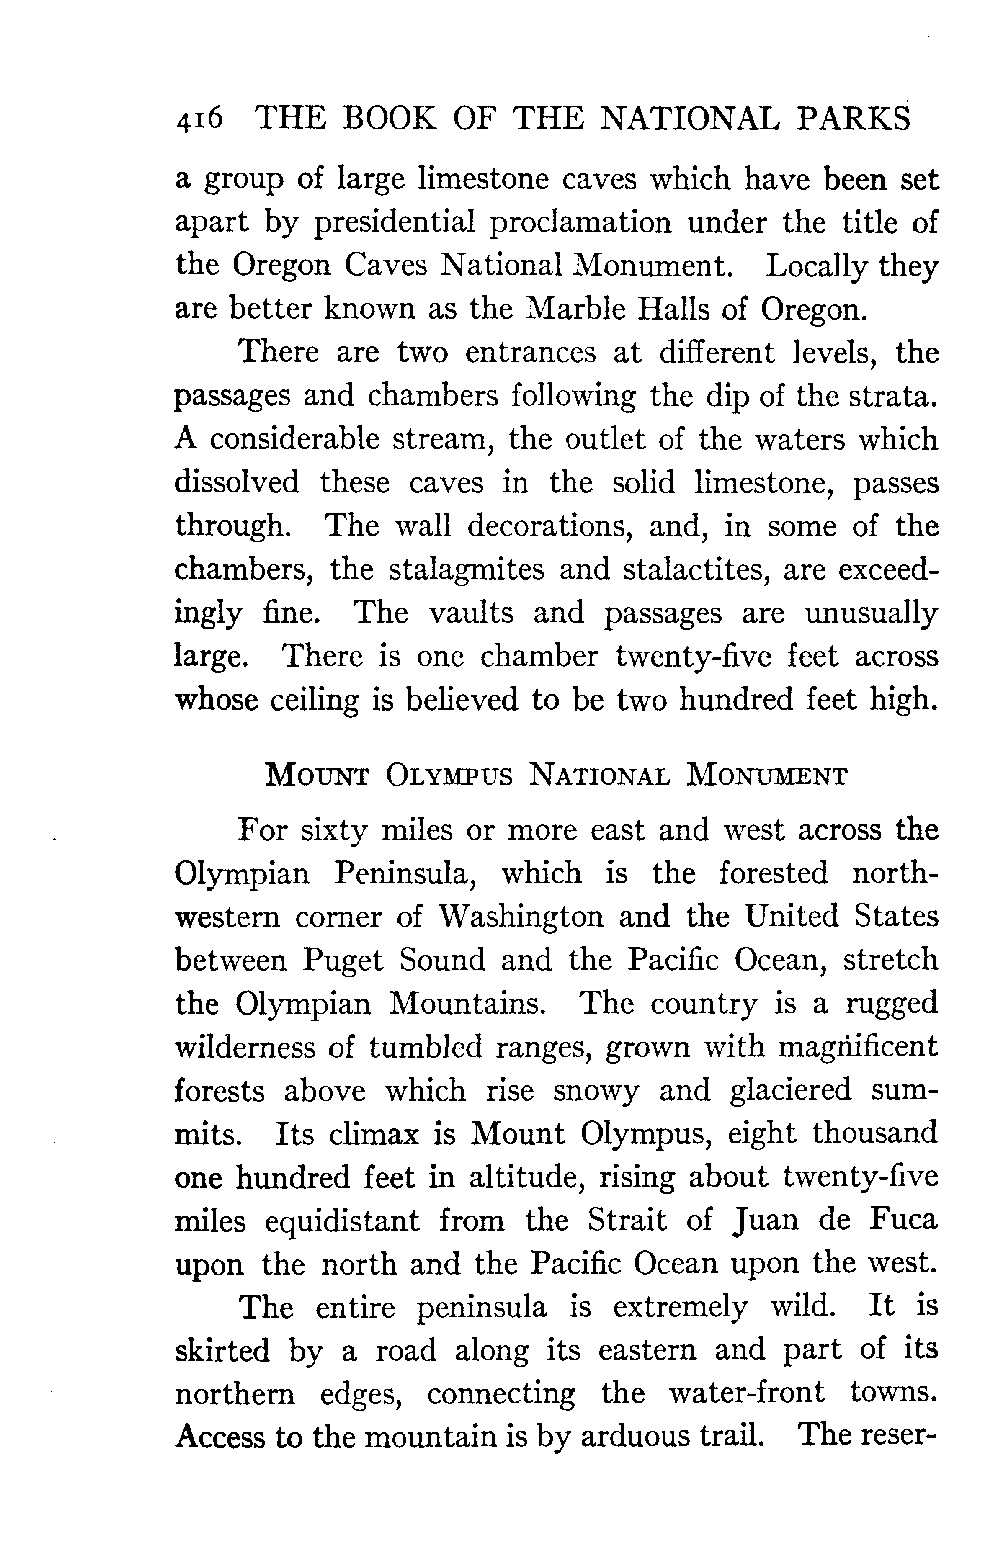 416 THE BOOK OF THE NATIONAL PARKS
a group of large limestone caves which have been set
apart by presidential proclamation under the title of
the Oregon Caves National Monument. Locally they
are better known as the Marble Halls of Oregon.
There are two entrances at different levels, the
passages and chambers following the dip of the strata.
A considerable stream, the outlet of the waters which
dissolved these caves in the solid limestone, passes
through. The wall decorations, and, in some of the
chambers, the stalagmites and stalactites, are exceed-
ingly fine. The vaults and passages are unusually
large. There is one chamber twenty-five feet across
whose ceiling is believed to be two hundred feet high.
MOUNT OLYMPUS NATIONAL MONUMENT
For sixty miles or more east and west across the
Olympian Peninsula, which is the forested north-
western corner of Washington and the United States
between Puget Sound and the Pacific Ocean, stretch
the Olympian Mountains. The country is a rugged
wilderness of tumbled ranges, grown with magnificent
forests above which rise snowy and glaciered sum-
mits. Its climax is Mount Olympus, eight thousand
one hundred feet in altitude, rising about twenty-five
miles equidistant from the Strait of Juan de Fuca
upon the north and the Pacific Ocean upon the west.
The entire peninsula is extremely wild. It is
skirted by a road along its eastern and part of its
northern edges, connecting the water-front towns.
Access to the mountain is by arduous trail. The reser-